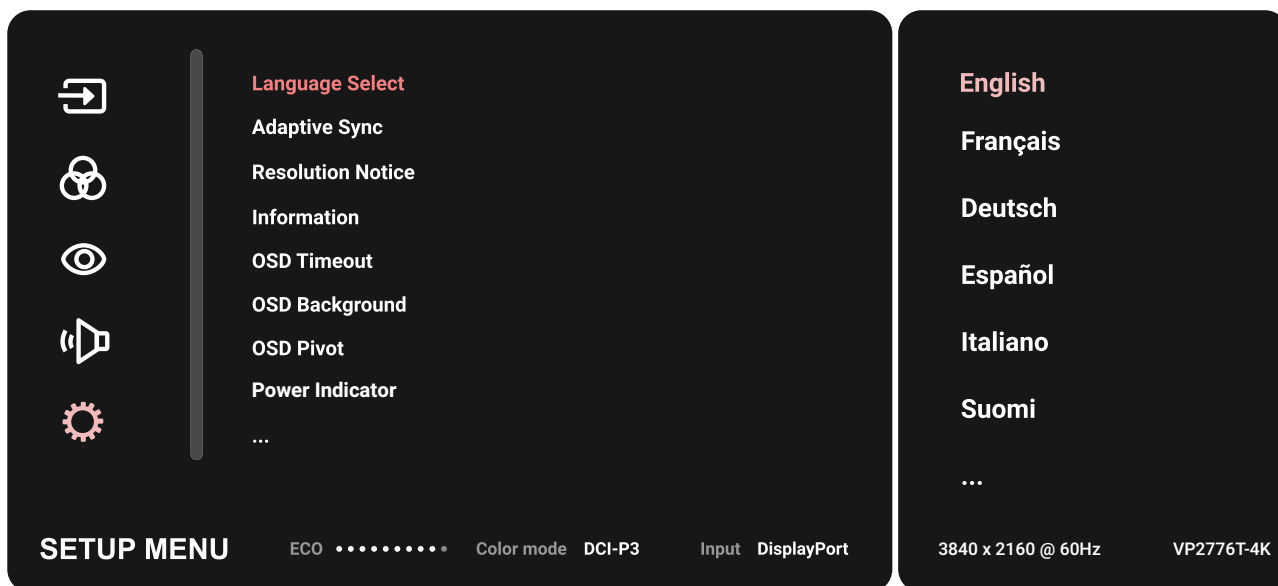 Language Select
Adaptive Sync
Resolution Notice
Information
OSD Timeout
OSD Background
OSD Pivot
Power Indicator
...
English
Français
Deutsch
Español
Italiano
Suomi
...
SETUP MENU ECO Color mode DCI-P3 Input DisplayPort 3840 x 2160 @ 60Hz VP2776T-4K